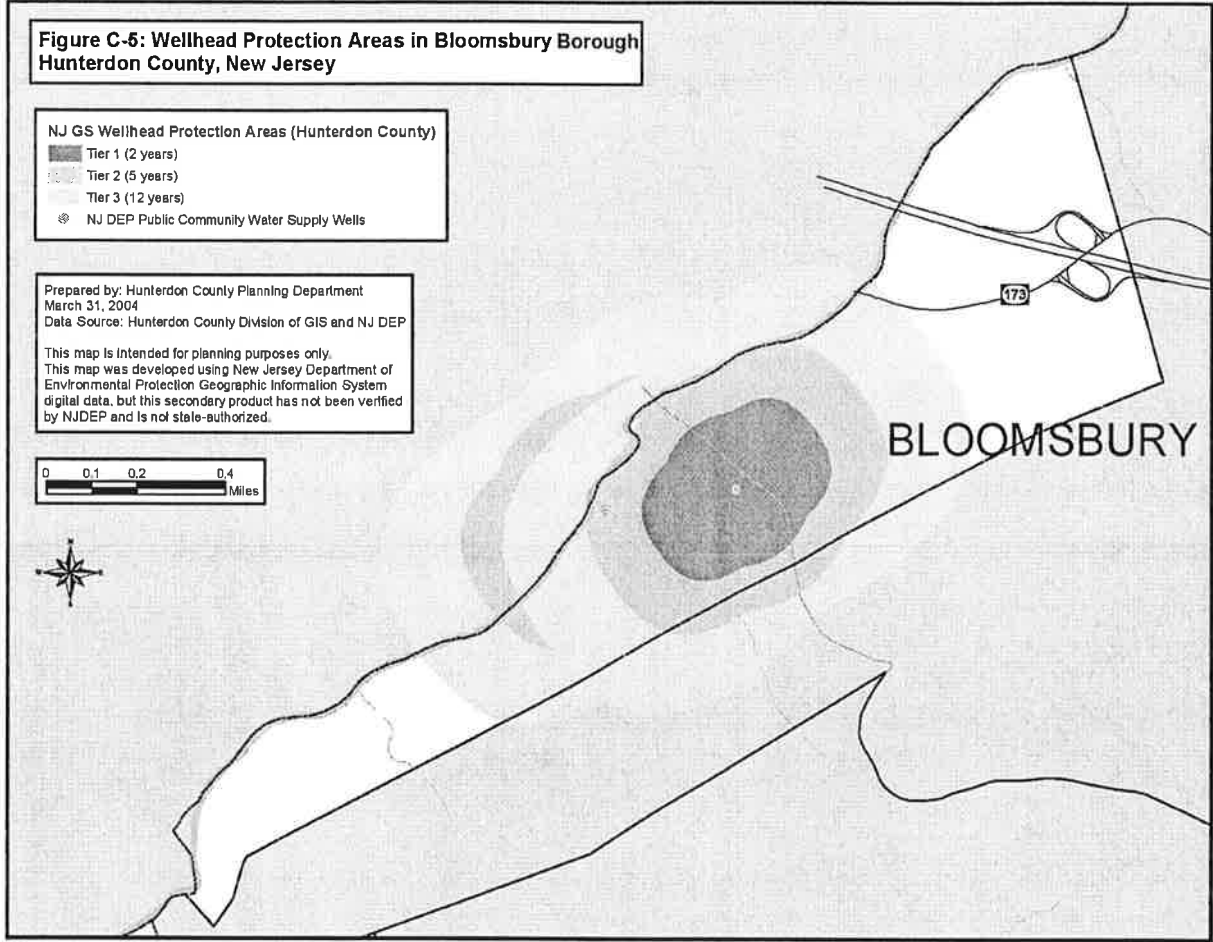 Figure C-5: Wellhead Protection Areas in Bloomsbury Borough
Hunterdon County, New Jersey
NJ GS Wellhead Protection Areas (Hunterdon County)
Tier 1 (2 years)
Tier 2 (5 years)
Tier 3 (12 years)
NJ DEP Public Community Water Supply Wells
Prepared by: Hunterdon County Planning Department
March 31, 2004
Data Source: Hunterdon County Division of GIS and NJ DEP
This map is intended for planning purposes only.
This map was developed using New Jersey Department of
Environmental Protection Geographic Information System
digital data, but this secondary product has not been verified
by NJDEP and is not state-authorized.
0 0.1 0.2 0.4
Miles
173
BLOOMSBURY